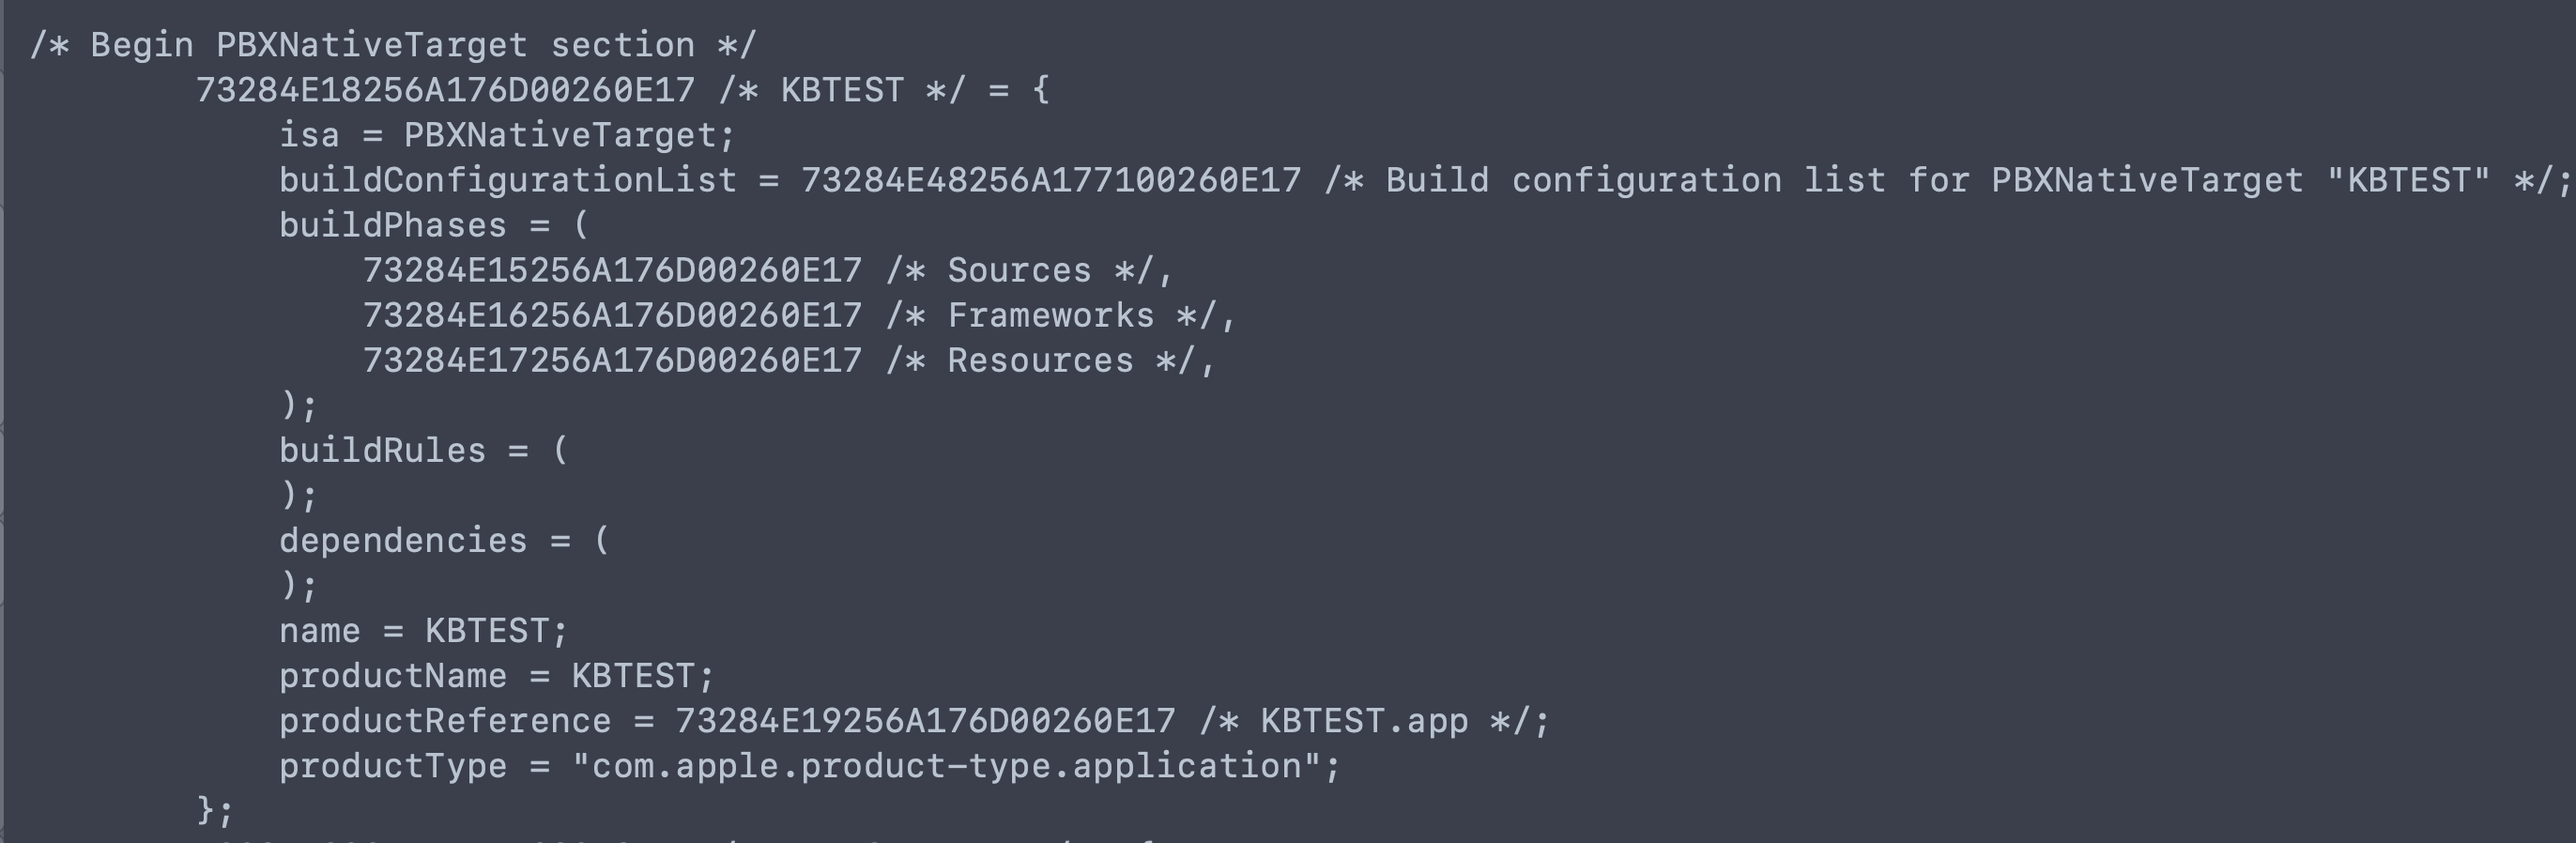 /* Begin PBXNativeTarget section */
73284E18256A176D00260E17 /* KBTEST */ = {
isa = PBXNativeTarget;
buildConfigurationList = 73284E48256A177100260E17 /* Build configuration list for PBXNativeTarget "KBTEST" */;
buildPhases = (
73284E15256A176D00260E17 /* Sources */,
73284E16256A176D00260E17 /* Frameworks */,
73284E17256A176D00260E17 /* Resources */,
);
buildRules = (
);
dependencies = (
);
name = KBTEST;
productName = KBTEST;
productReference = 73284E19256A176D00260E17 /* KBTEST.app */;
productType = "com.apple.product-type.application";
};